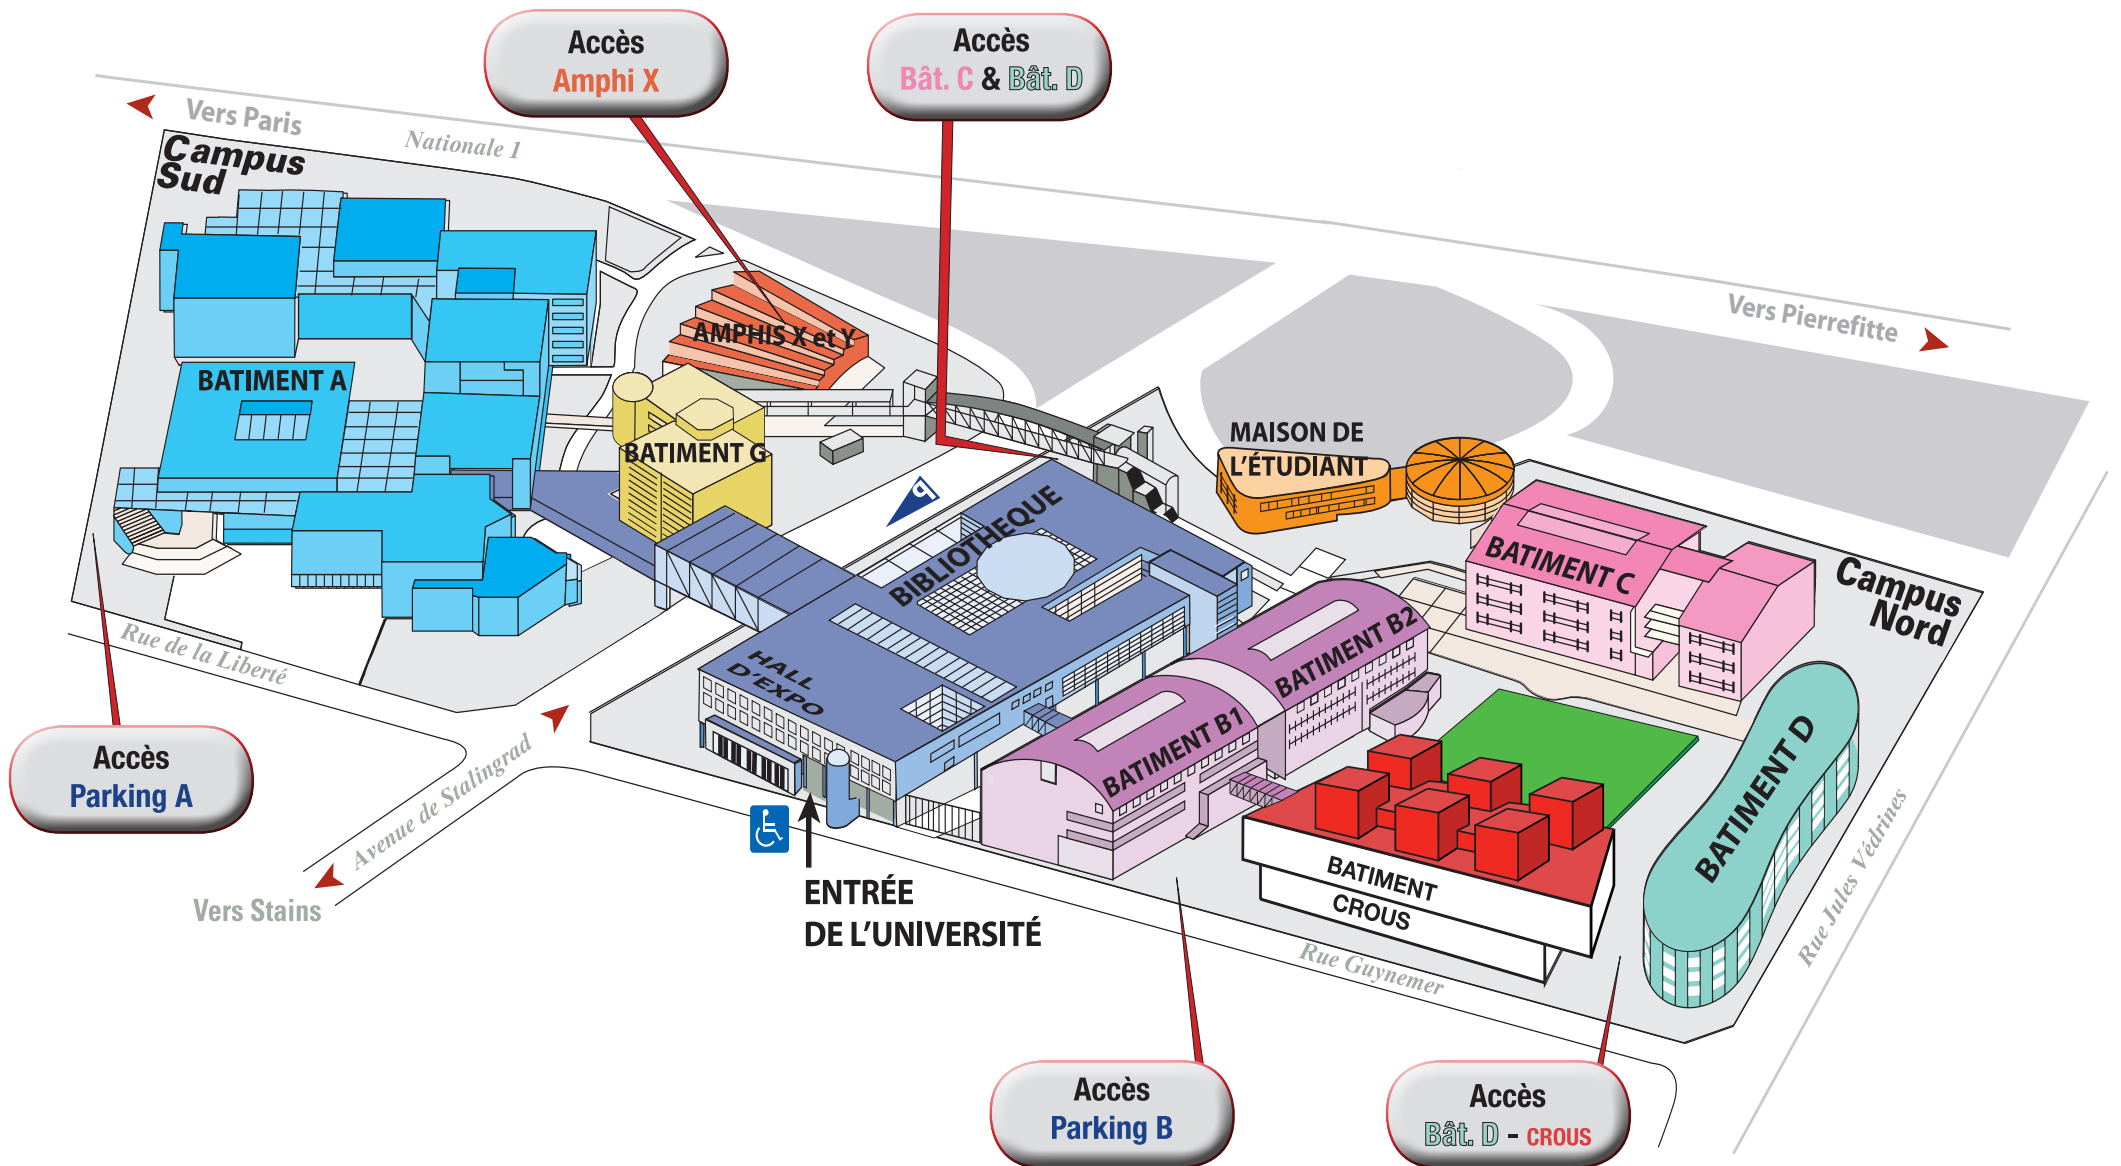 Accès
Amphi X
Accès
Bât. C & Bât. D
Vers Paris
Nationale 1
Campus
Sud
Vers Pierrefitte
AMPHIS X et Y
BATIMENT A
BATIMENT G
MAISON DE
L'ÉTUDIANT
P
BIBLIOTHEQUE
BATIMENT C
Campus
Nord
Rue de la Liberté
HALL
D'EXPO
BATIMENT B2
BATIMENT B1
BATIMENT D
Accès
Parking A
Avenue de Stalingrad
Vers Stains
ENTRÉE
DE L'UNIVERSITÉ
BATIMENT
CROUS
Rue Guynemer
Rue Jules Védrines
Accès
Parking B
Accès
Bât. D - CROUS